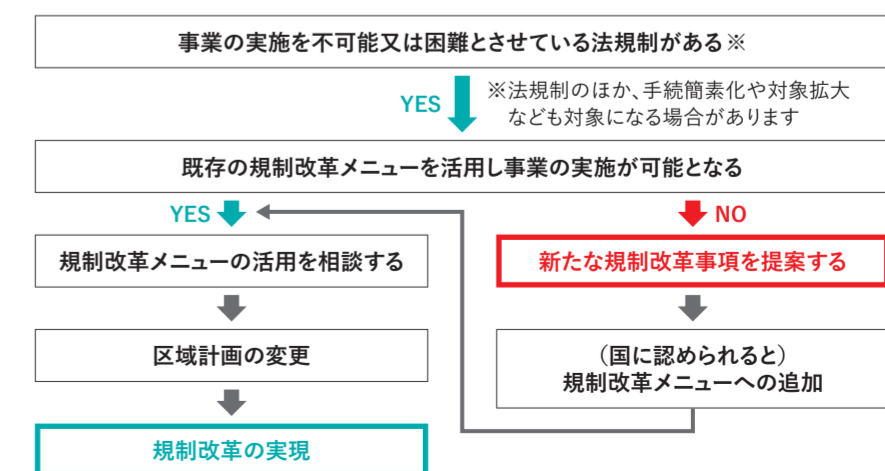 事業の実施を不可能又は困難とさせている法規制がある※
YES
※法規制のほか、手続簡素化や対象拡大
なども対象になる場合があります
既存の規制改革メニューを活用し事業の実施が可能となる
YES
NO
規制改革メニューの活用を相談する
新たな規制改革事項を提案する
区域計画の変更
（国に認められると）
規制改革メニューへの追加
規制改革の実現